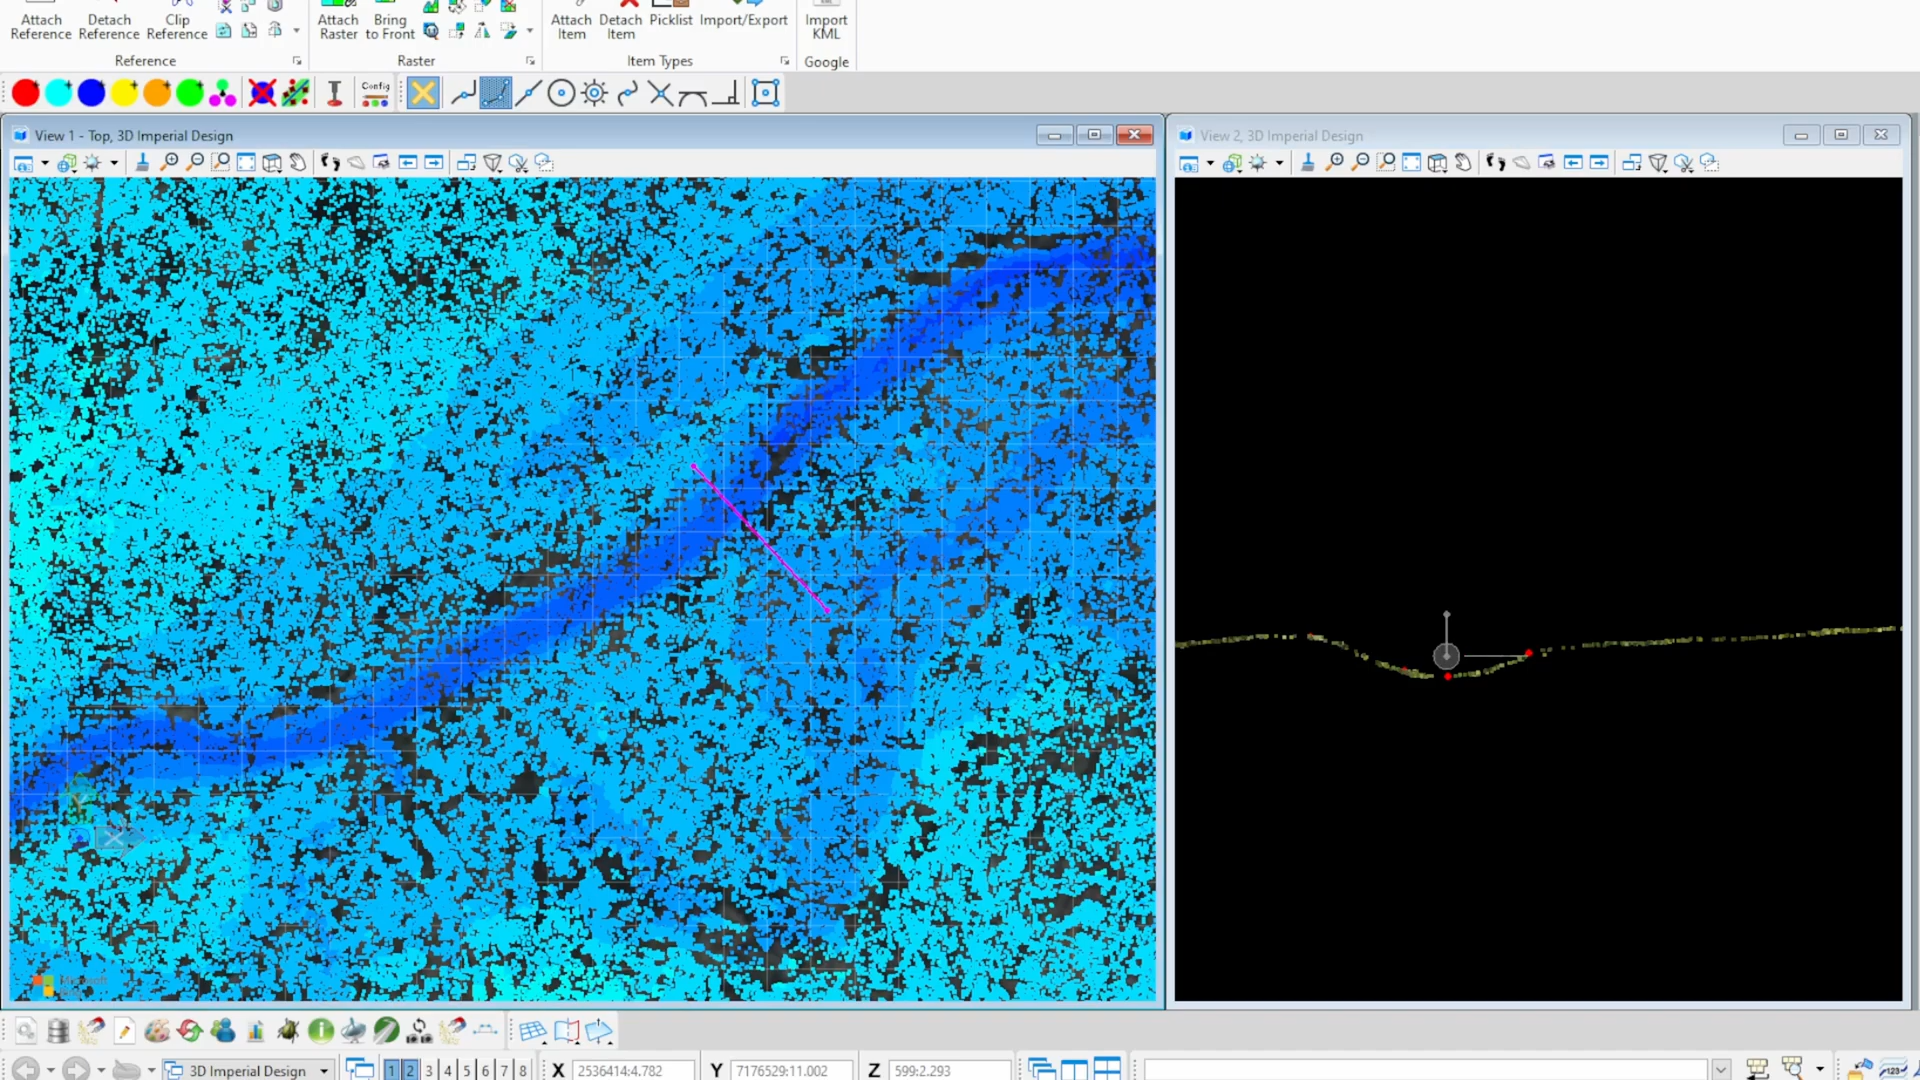 Attach Reference
Detach Reference
Clip Reference
Attach Raster
Bring to Front
Attach Item
Detach Item
Picklist
Import/Export
Import KML
Reference
Raster
Item Types
Google
Config
View 1 - Top, 3D Imperial Design
View 2, 3D Imperial Design
Microsoft
3D Imperial Design
1 2 3 4 5 6 7 8
X 2536414:4.782
Y 7176529:11.002
Z 599:2.293
123